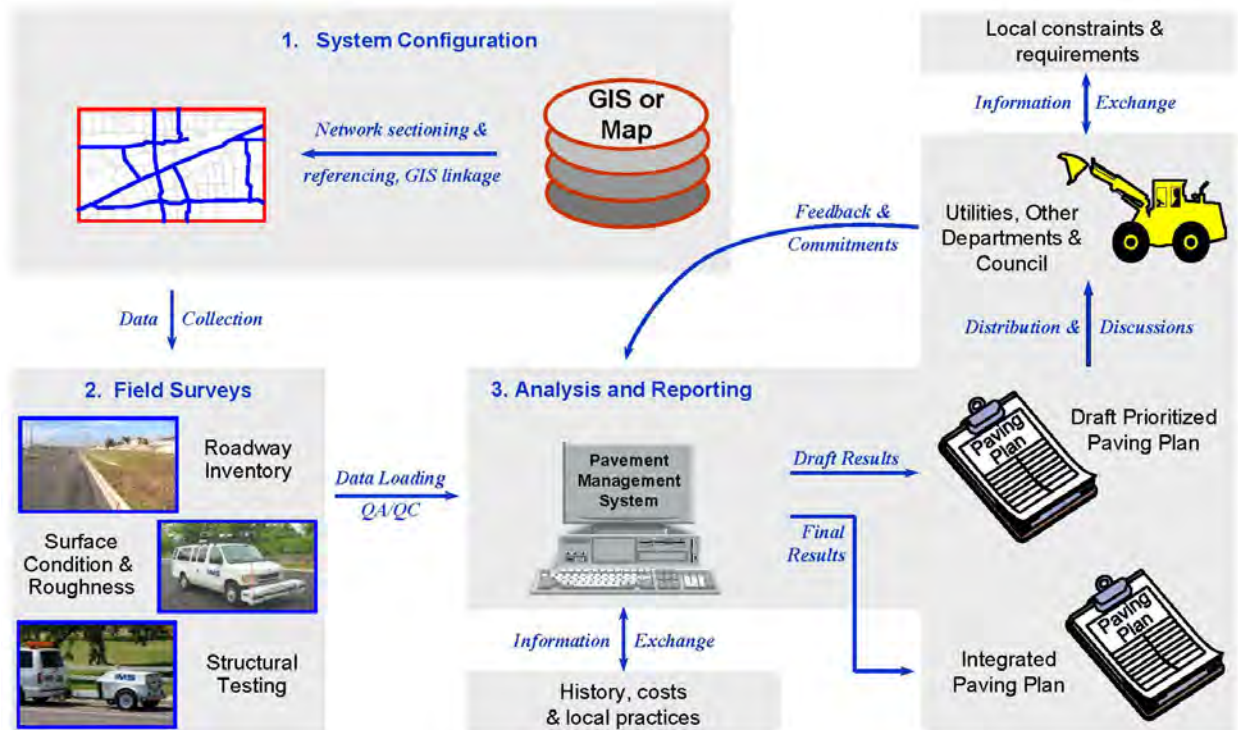 1. System Configuration
GIS or
Map
Network sectioning &
referencing, GIS linkage
Local constraints &
requirements
Information Exchange
Utilities, Other
Departments &
Council
Feedback &
Commitments
Distribution & Discussions
Data Collection
2. Field Surveys
Roadway
Inventory
Surface
Condition &
Roughness
IMS
Structural
Testing
IMS
Data Loading
QA/QC
3. Analysis and Reporting
Pavement
Management
System
Draft Results
Final
Results
Paving
Plan
Draft Prioritized
Paving Plan
Paving
Plan
Integrated
Paving Plan
Information Exchange
History, costs
& local practices